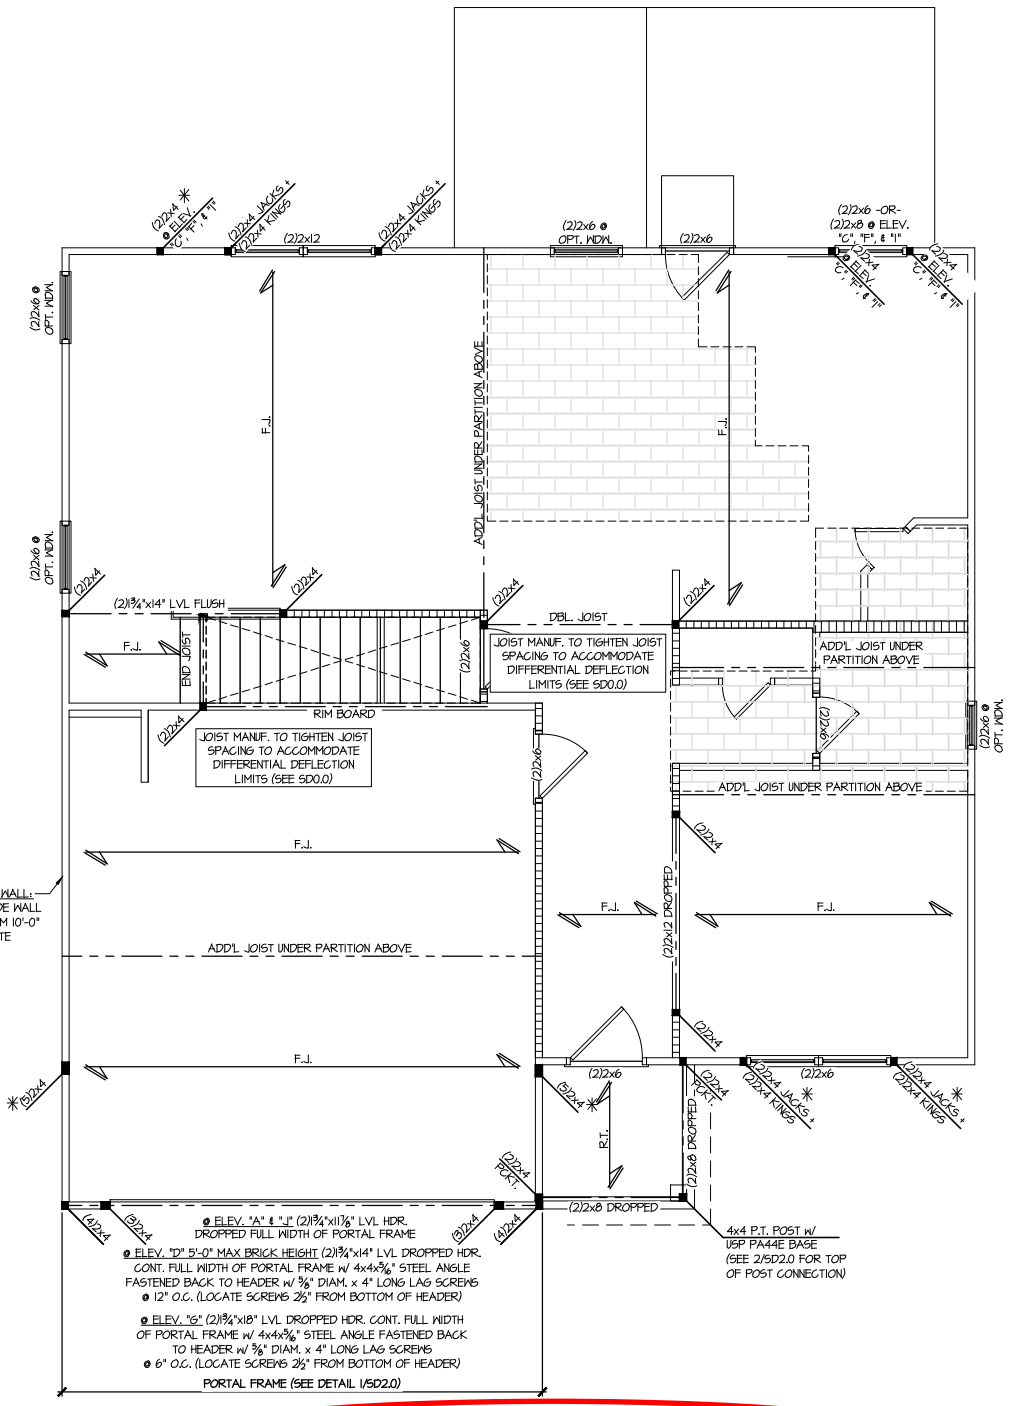 (2)2x4 *
@ ELEV.
"C", "F", & "I"
(2)2x4 JACKS +
(2)2x4 KINGS
(2)2x12
(2)2x4 JACKS +
(2)2x4 KINGS
(2)2x6 @
OPT. WDW.
(2)2x6
(2)2x6 -OR-
(2)2x8 @ ELEV.
"C", "F", & "I"
(2)2x4
@ ELEV.
"C", "F", & "I"
(2)2x4
@ ELEV.
"C", "F", & "I"
(2)2x6 @
OPT. WDW.
F.J.
ADD'L JOIST UNDER PARTITION ABOVE
F.J.
(2)2x6 @
OPT. WDW.
(2)2x4
(2)1¾"x14" LVL FLUSH
(2)2x4
(2)2x4
DBL. JOIST
(2)2x4
F.J.
END JOIST
(2)2x6
JOIST MANUF. TO TIGHTEN JOIST
SPACING TO ACCOMMODATE
DIFFERENTIAL DEFLECTION
LIMITS (SEE SD0.0)
ADD'L JOIST UNDER
PARTITION ABOVE
(2)2x4
RIM BOARD
(2)2x6
(2)2x6 @
OPT. WDW.
JOIST MANUF. TO TIGHTEN JOIST
SPACING TO ACCOMMODATE
DIFFERENTIAL DEFLECTION
LIMITS (SEE SD0.0)
(2)2x6
ADD'L JOIST UNDER PARTITION ABOVE
F.J.
(2)2x4
WALL:
DE WALL
M 10'-0"
TE
(2)2x12 DROPPED
F.J.
F.J.
ADD'L JOIST UNDER PARTITION ABOVE
(2)2x4
F.J.
*(5)2x4
(5)2x4 *
(2)2x6
(2)2x4
PCKT.
(2)2x4 JACKS +
(2)2x4 KINGS
*
(2)2x6
(2)2x4 JACKS +
(2)2x4 KINGS
*
R.T.
(2)2x8 DROPPED
(2)2x4
PCKT.
(2)2x8 DROPPED
(4)2x4
(3)2x4
(3)2x4
(4)2x4
@ ELEV. "A" & "J" (2)1¾"x11⅞" LVL HDR.
DROPPED FULL WIDTH OF PORTAL FRAME
@ ELEV. "D" 5'-0" MAX BRICK HEIGHT (2)1¾"x14" LVL DROPPED HDR.
CONT. FULL WIDTH OF PORTAL FRAME W/ 4x4x5/16" STEEL ANGLE
FASTENED BACK TO HEADER W/ ⅝" DIAM. x 4" LONG LAG SCREWS
@ 12" O.C. (LOCATE SCREWS 2½" FROM BOTTOM OF HEADER)
@ ELEV. "G" (2)1¾"x18" LVL DROPPED HDR. CONT. FULL WIDTH
OF PORTAL FRAME W/ 4x4x5/16" STEEL ANGLE FASTENED BACK
TO HEADER W/ ⅝" DIAM. x 4" LONG LAG SCREWS
@ 6" O.C. (LOCATE SCREWS 2½" FROM BOTTOM OF HEADER)
PORTAL FRAME (SEE DETAIL 1/SD2.0)
4x4 P.T. POST W/
USP PA44E BASE
(SEE 2/SD2.0 FOR TOP
OF POST CONNECTION)